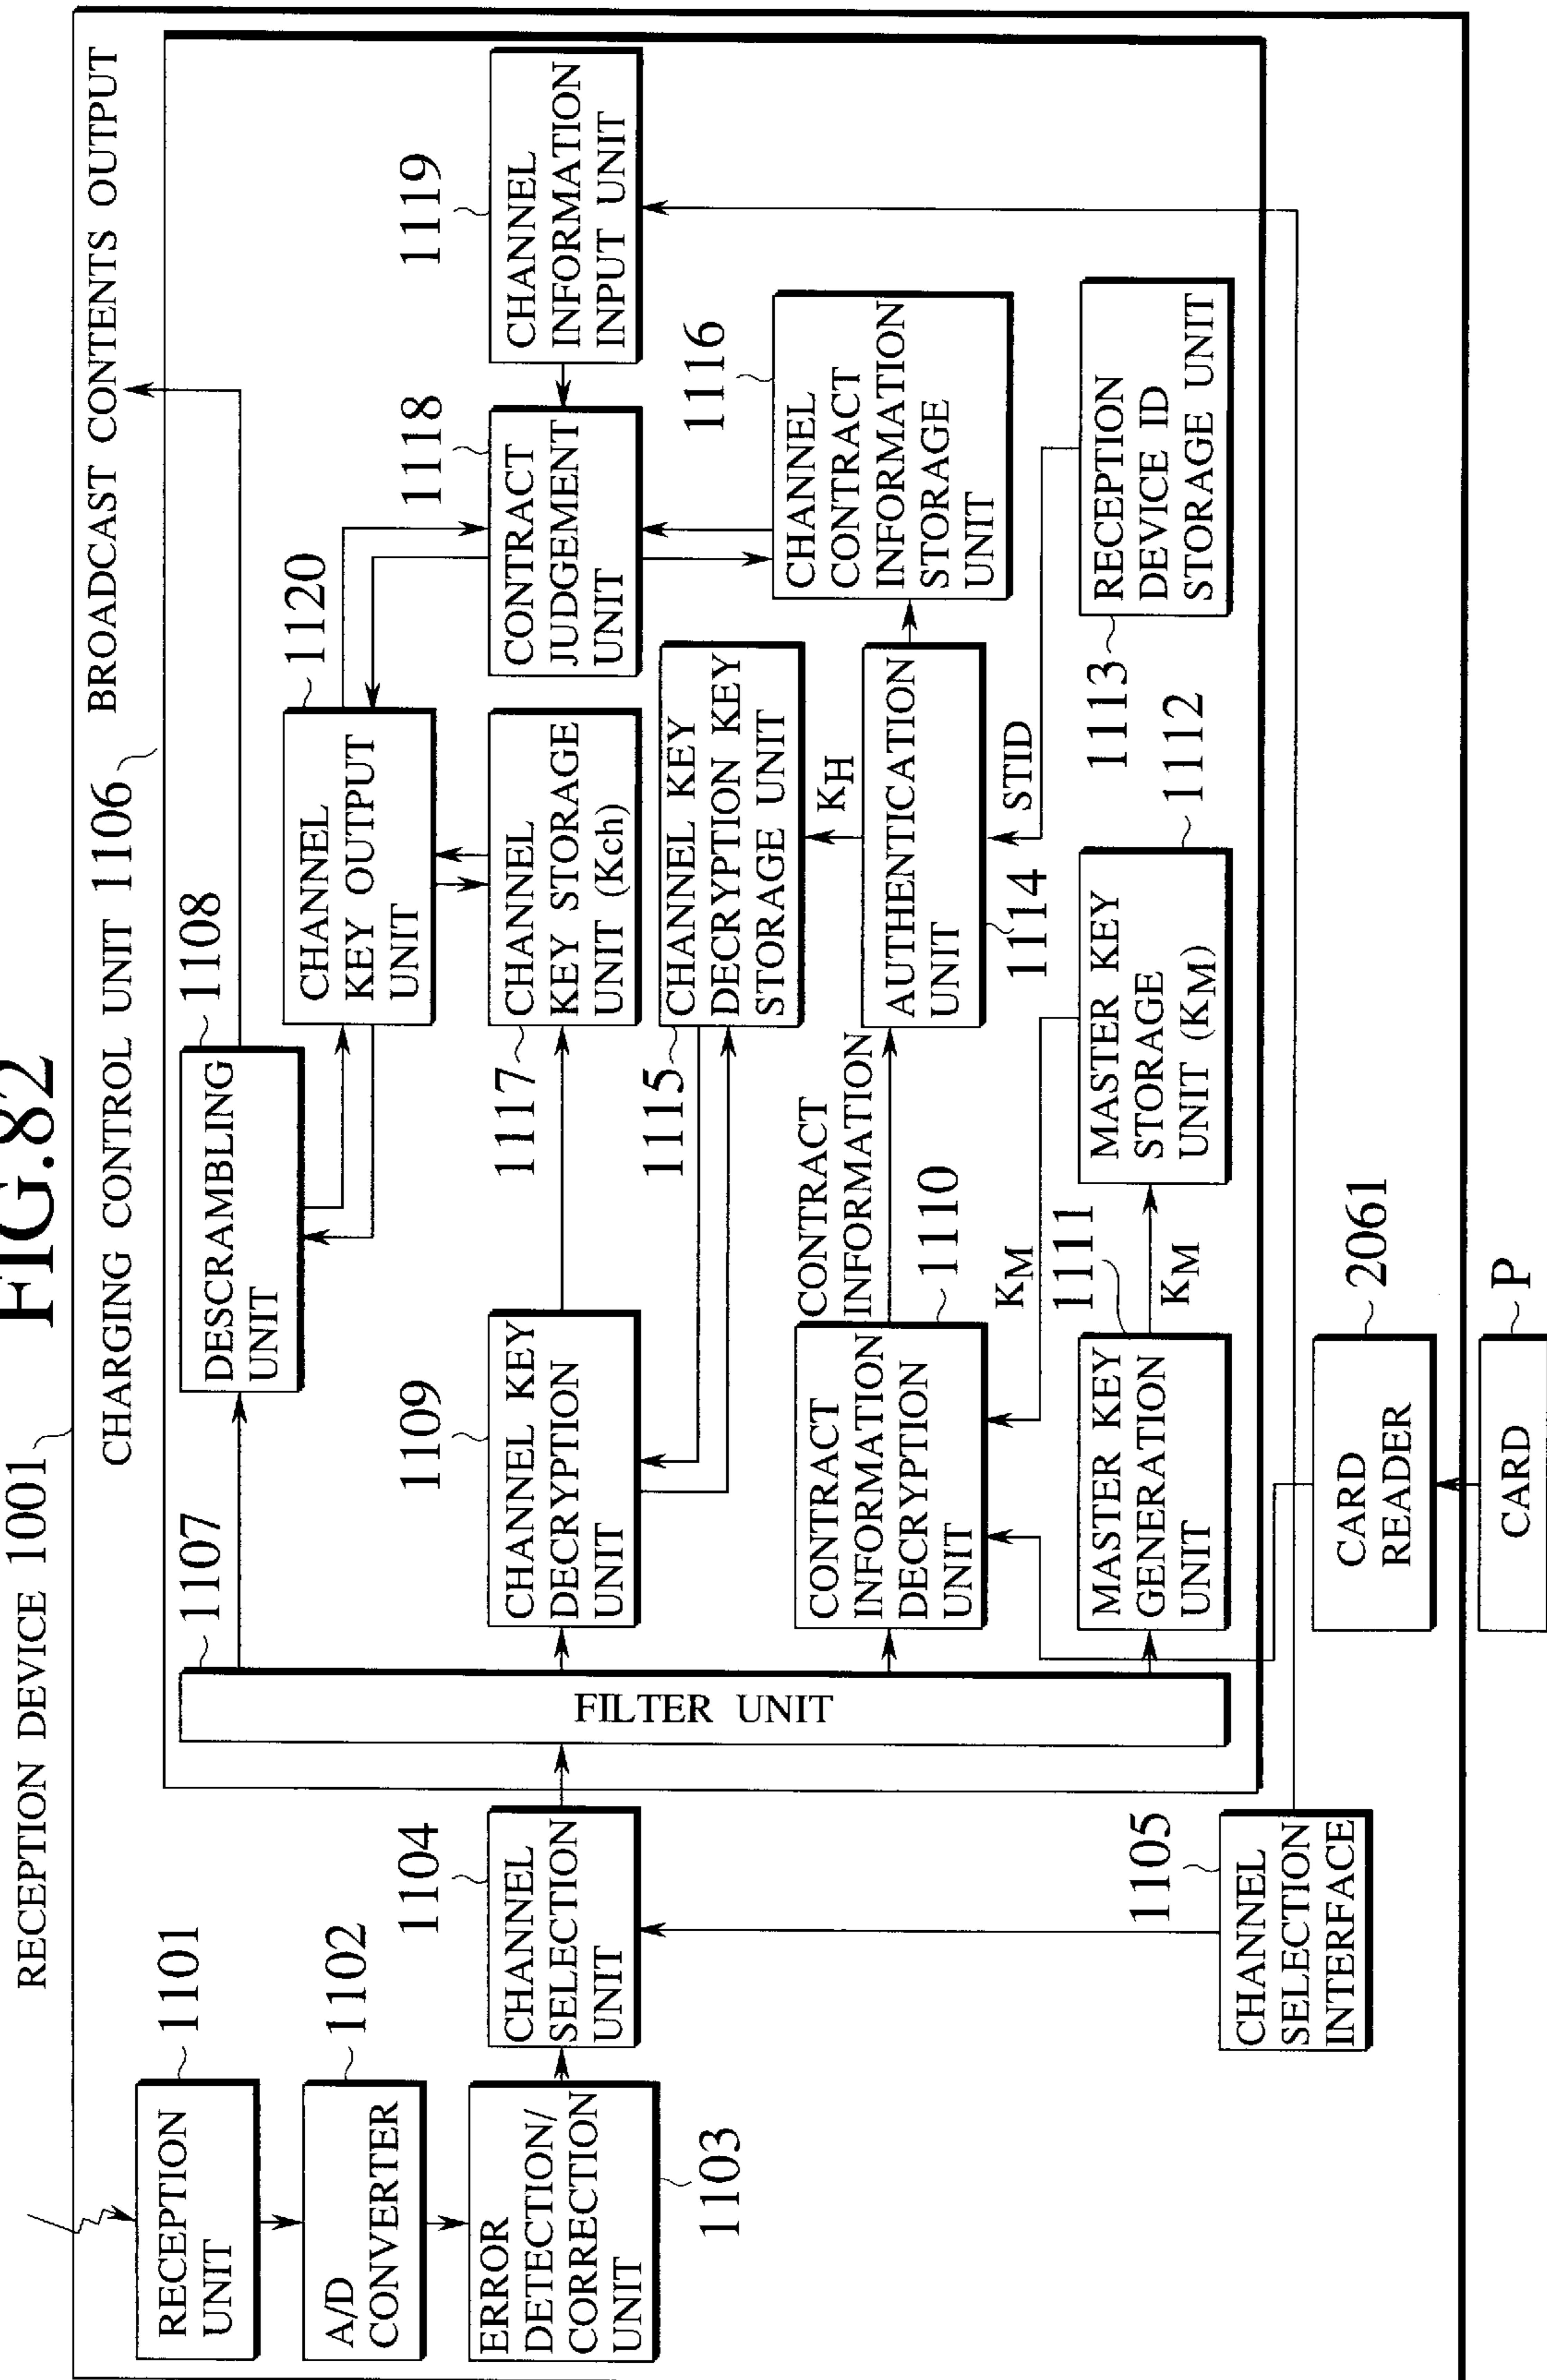 FIG.82
RECEPTION DEVICE 1001
CHARGING CONTROL UNIT 1106
BROADCAST CONTENTS OUTPUT
1101
RECEPTION
UNIT
1102
A/D
CONVERTER
ERROR
DETECTION/
CORRECTION
UNIT
1103
1104
CHANNEL
SELECTION
UNIT
1105
CHANNEL
SELECTION
INTERFACE
1107
FILTER UNIT
1108
DESCRAMBLING
UNIT
1109
CHANNEL KEY
DECRYPTION
UNIT
CONTRACT
INFORMATION
1110
CONTRACT
INFORMATION
DECRYPTION
UNIT
KM
1111
MASTER KEY
GENERATION
UNIT
KM
1112
MASTER KEY
STORAGE
UNIT (KM)
1120
CHANNEL
KEY OUTPUT
UNIT
1117
CHANNEL
KEY STORAGE
UNIT (Kch)
1115
CHANNEL KEY
DECRYPTION KEY
STORAGE UNIT
KH
AUTHENTICATION
UNIT
1114
STID
1113
RECEPTION
DEVICE ID
STORAGE UNIT
1118
CONTRACT
JUDGEMENT
UNIT
1116
CHANNEL
CONTRACT
INFORMATION
STORAGE
UNIT
1119
CHANNEL
INFORMATION
INPUT UNIT
2061
CARD
READER
P
CARD